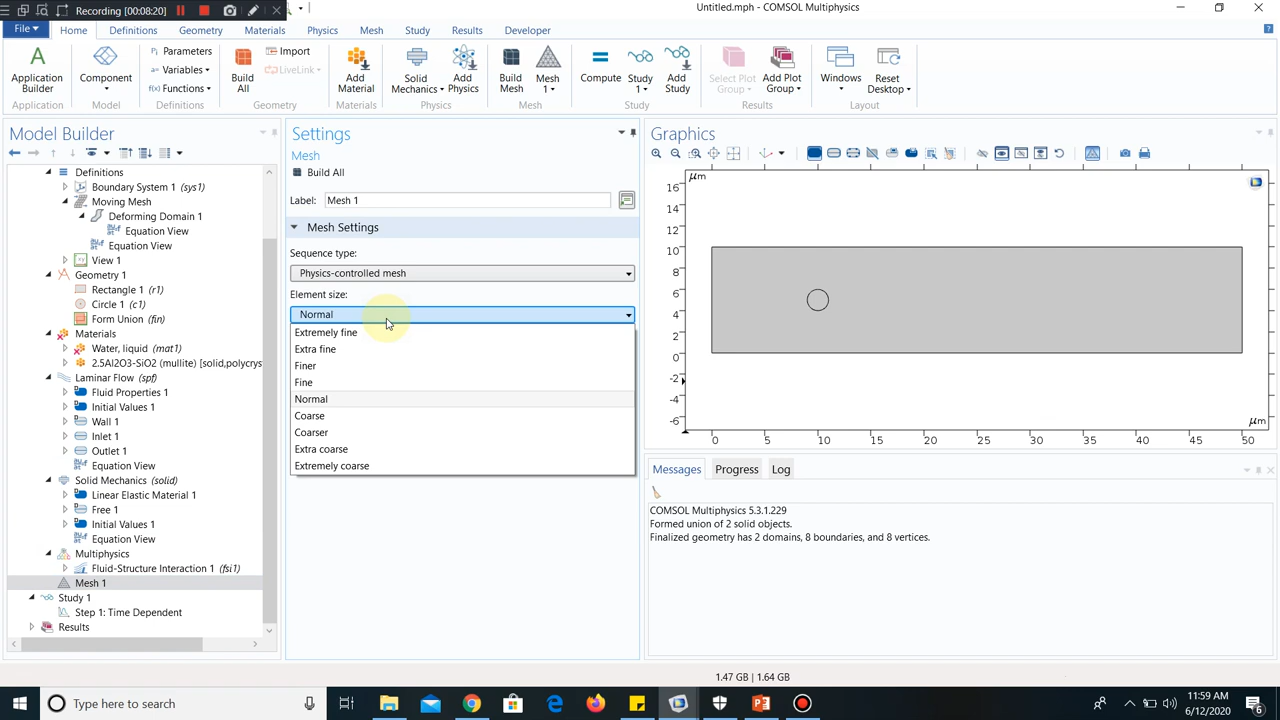 Recording [00:08:20]
Untitled.mph - COMSOL Multiphysics
File
Home
Definitions
Geometry
Materials
Physics
Mesh
Study
Results
Developer
Application Builder
Component
Parameters
Variables
Functions
Build All
Import
LiveLink
Add Material
Solid Mechanics
Add Physics
Build Mesh
Mesh 1
Compute
Study 1
Add Study
Select Plot Group
Add Plot Group
Windows
Reset Desktop
Application
Model
Definitions
Geometry
Materials
Physics
Mesh
Study
Results
Layout
Model Builder
Definitions
Boundary System 1 (sys1)
Moving Mesh
Deforming Domain 1
Equation View
Equation View
View 1
Geometry 1
Rectangle 1 (r1)
Circle 1 (c1)
Form Union (fin)
Materials
Water, liquid (mat1)
2.5Al2O3-SiO2 (mullite) [solid,polycrys
Laminar Flow (spf)
Fluid Properties 1
Initial Values 1
Wall 1
Inlet 1
Outlet 1
Equation View
Solid Mechanics (solid)
Linear Elastic Material 1
Free 1
Initial Values 1
Equation View
Multiphysics
Fluid-Structure Interaction 1 (fsi1)
Mesh 1
Study 1
Step 1: Time Dependent
Results
Settings
Mesh
Build All
Label: Mesh 1
Mesh Settings
Sequence type:
Physics-controlled mesh
Element size:
Normal
Extremely fine
Extra fine
Finer
Fine
Normal
Coarse
Coarser
Extra coarse
Extremely coarse
Graphics
µm
16
14
12
10
8
6
4
2
0
-2
-4
-6
µm
0 5 10 15 20 25 30 35 40 45 50
Messages
Progress
Log
COMSOL Multiphysics 5.3.1.229
Formed union of 2 solid objects.
Finalized geometry has 2 domains, 8 boundaries, and 8 vertices.
1.47 GB | 1.64 GB
Type here to search
11:59 AM
6/12/2020
6